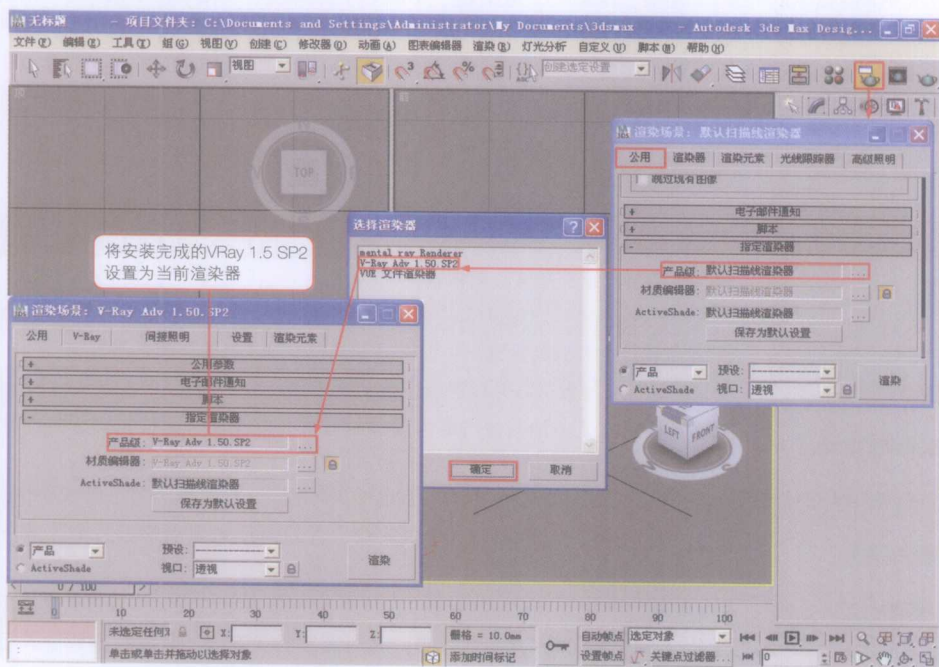 无标题 - 项目文件夹: C:\Documents and Settings\Administrator\My Documents\3dsmax - Autodesk 3ds Max Desig...
文件(F) 编辑(E) 工具(T) 组(G) 视图(V) 创建(C) 修改器(O) 动画(A) 图表编辑器 渲染(R) 灯光分析 自定义(U) 脚本(M) 帮助(H)
视图
创建选定设置
TOP
渲染场景: 默认扫描线渲染器
公用 渲染器 渲染元素 光线跟踪器 高级照明
跳过现有图像
+ 电子邮件通知
+ 脚本
- 指定渲染器
产品级: 默认扫描线渲染器 ...
材质编辑器: 默认扫描线渲染器 ...
ActiveShade: 默认扫描线渲染器 ...
保存为默认设置
产品 预设: -------------
ActiveShade 视口: 透视
渲染
选择渲染器
mental ray Renderer
V-Ray Adv 1.50.SP2
VUE 文件渲染器
确定 取消
将安装完成的VRay 1.5 SP2
设置为当前渲染器
渲染场景: V-Ray Adv 1.50.SP2
公用 V-Ray 间接照明 设置 渲染元素
+ 公用参数
+ 电子邮件通知
+ 脚本
- 指定渲染器
产品级: V-Ray Adv 1.50.SP2 ...
材质编辑器: V-Ray Adv 1.50.SP2 ...
ActiveShade: 默认扫描线渲染器 ...
保存为默认设置
产品 预设: -------------
ActiveShade 视口: 透视
渲染
LEFT FRONT
0 / 100
0 10 20 30 40 50 60 70 80 90 100
未选定任何对 X: Y: Z: 栅格 = 10.0mm 自动帧点 选定对象
单击或单击并拖动以选择对象 添加时间标记 设置帧点 关键点过滤器... 0